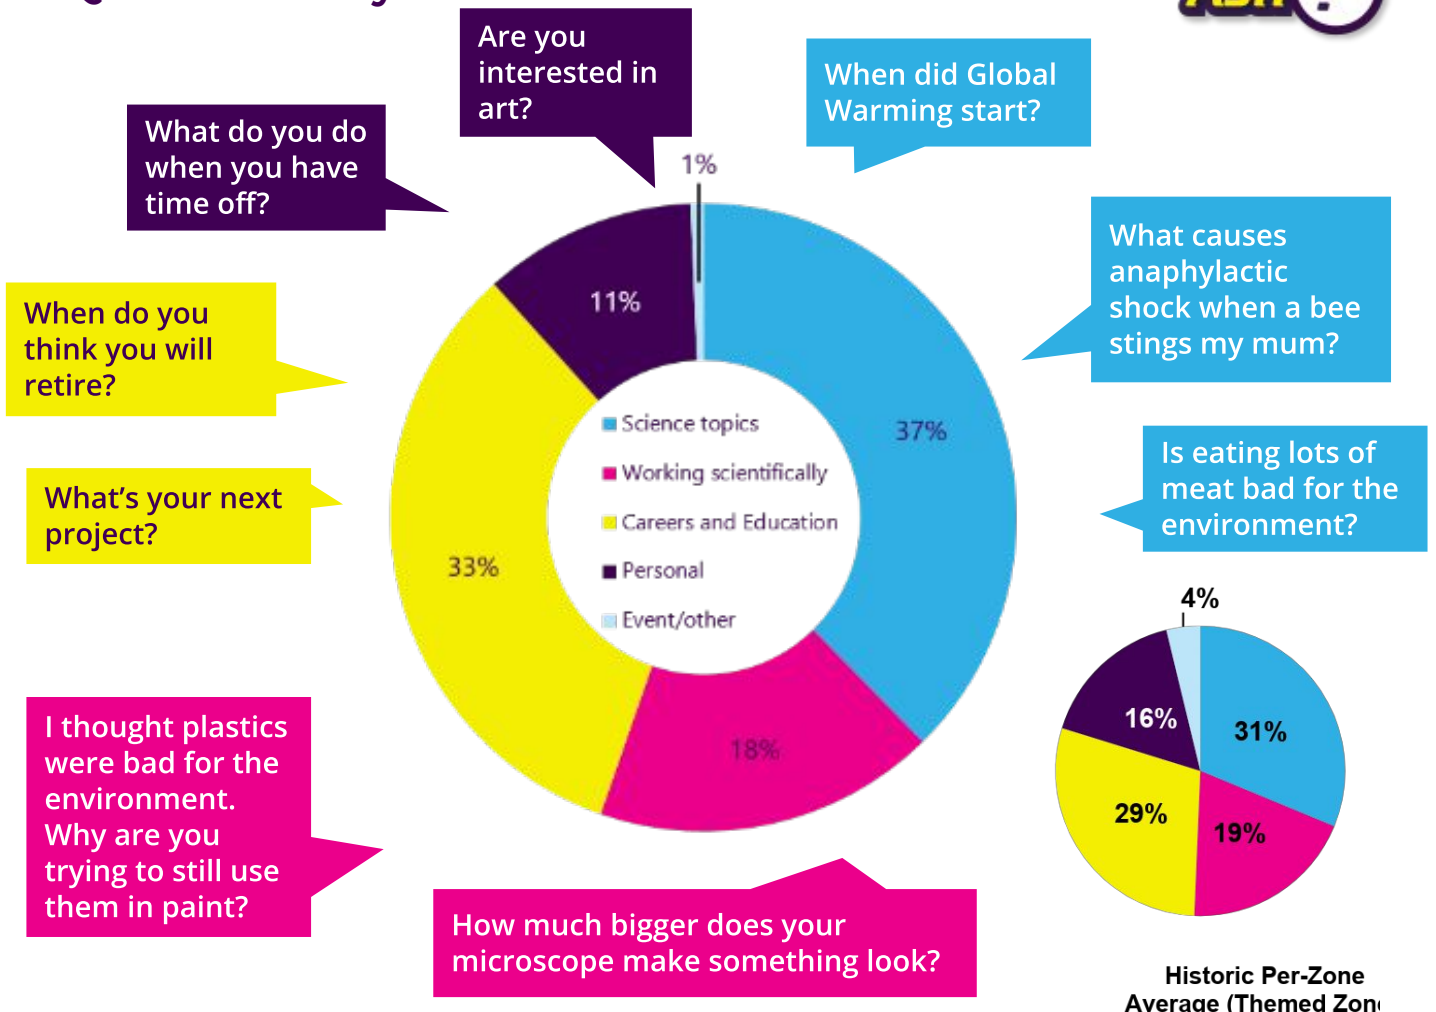 Are you
interested in
art?
When did Global
Warming start?
What do you do
when you have
time off?
1%
What causes
anaphylactic
shock when a bee
stings my mum?
When do you
think you will
retire?
11%
37%
Science topics
Working scientifically
Careers and Education
Personal
Event/other
Is eating lots of
meat bad for the
environment?
What's your next
project?
33%
18%
4%
16%
31%
29%
19%
I thought plastics
were bad for the
environment.
Why are you
trying to still use
them in paint?
How much bigger does your
microscope make something look?
Historic Per-Zone
Average (Themed